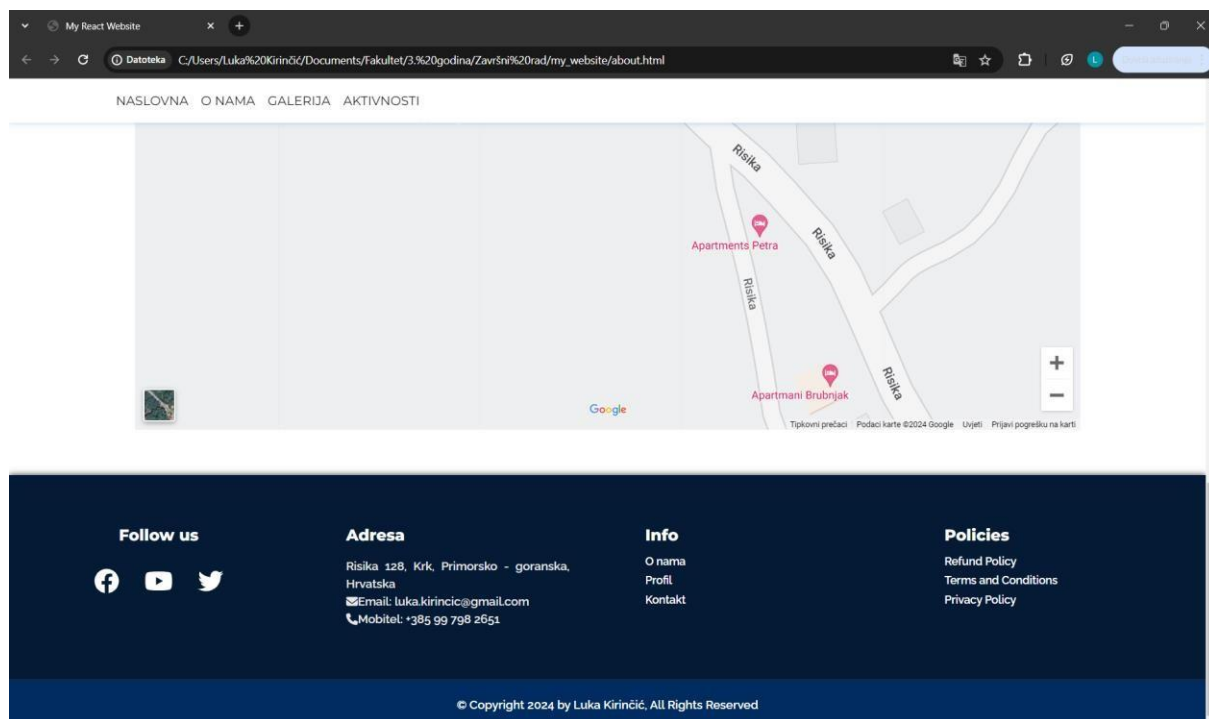 My React Website
Datoteka C:/Users/Luka%20Kirinčić/Documents/Fakultet/3.%20godina/Završni%20rad/my_website/about.html
L
NASLOVNA O NAMA GALERIJA AKTIVNOSTI
Risika
Apartments Petra
Risika
Risika
Risika
Apartmani Brubnjak
Google
Tipkovni prečaci Podaci karte ©2024 Google Uvjeti Prijavi pogrešku na karti
Follow us
Adresa
Risika 128, Krk, Primorsko - goranska,
Hrvatska
Email: luka.kirincic@gmail.com
Mobitel: +385 99 798 2651
Info
O nama
Profil
Kontakt
Policies
Refund Policy
Terms and Conditions
Privacy Policy
© Copyright 2024 by Luka Kirinčić, All Rights Reserved